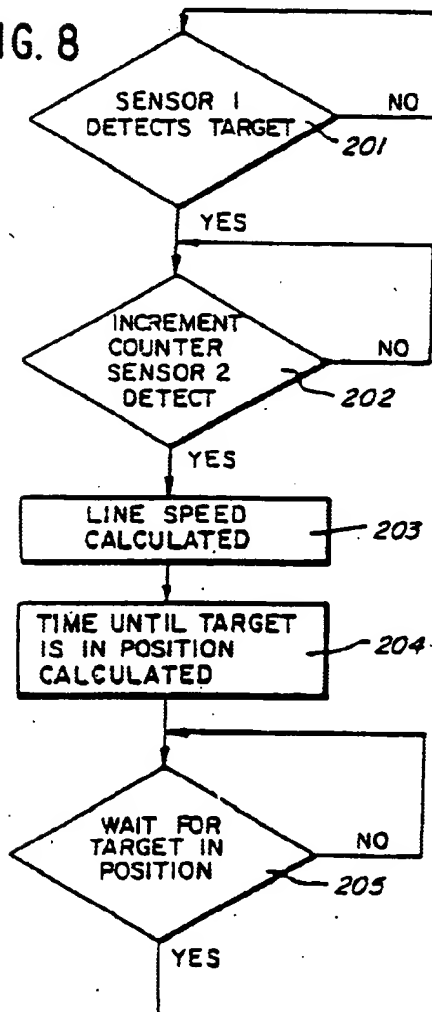 IG. 8
SENSOR 1
DETECTS TARGET
NO
201
YES
INCREMENT
COUNTER
SENSOR 2
DETECT
NO
202
YES
LINE SPEED
CALCULATED
203
TIME UNTIL TARGET
IS IN POSITION
CALCULATED
204
WAIT FOR
TARGET IN
POSITION
NO
205
YES